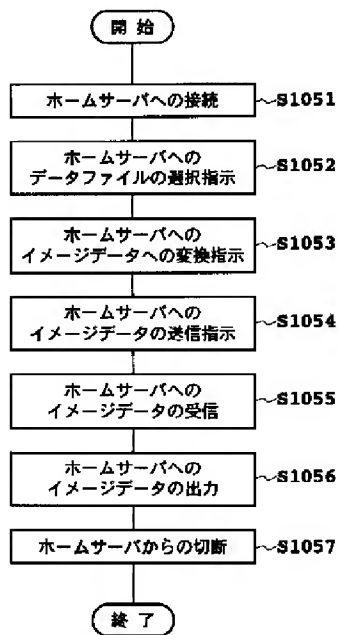 開 始
ホームサーバへの接続
S1051
ホームサーバへの
データファイルの選択指示
S1052
ホームサーバへの
イメージデータへの変換指示
S1053
ホームサーバへの
イメージデータの送信指示
S1054
ホームサーバへの
イメージデータの受信
S1055
ホームサーバへの
イメージデータの出力
S1056
ホームサーバからの切断
S1057
終 了